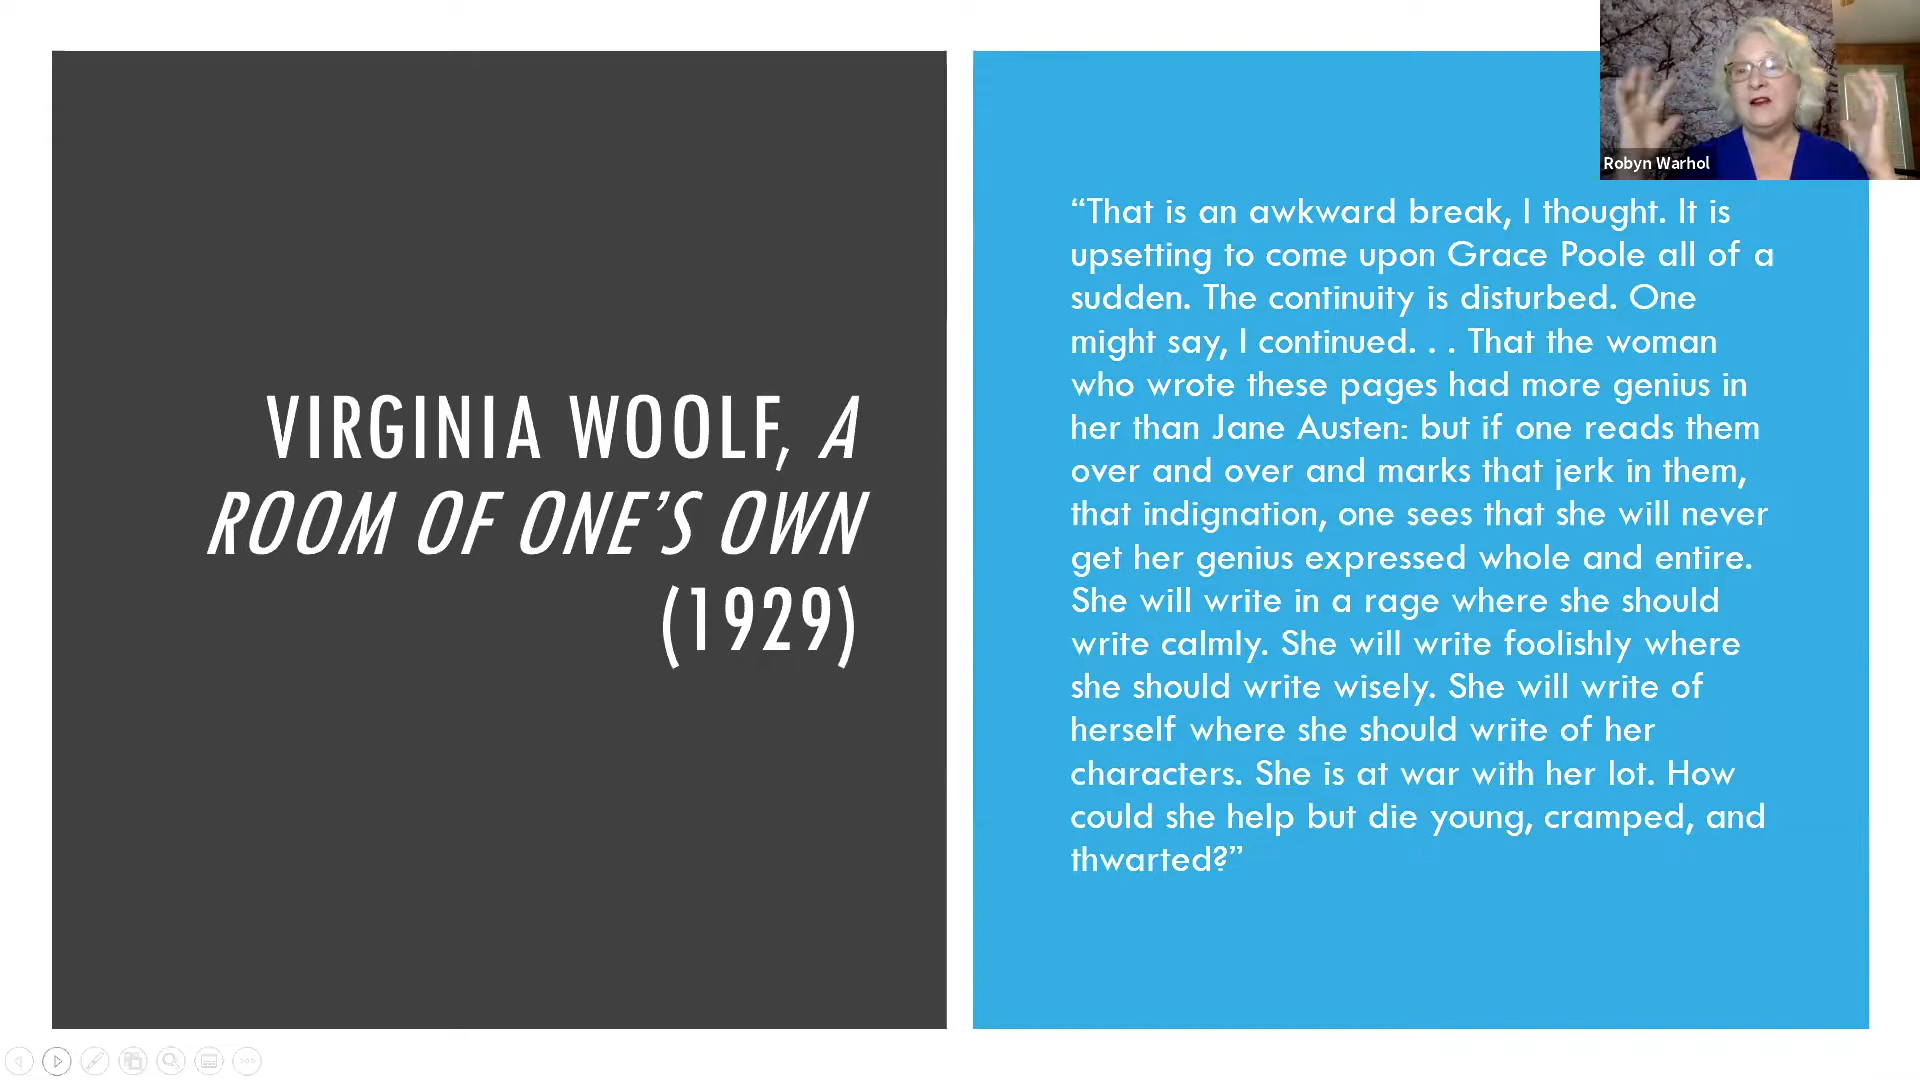 VIRGINIA WOOLF, A
ROOM OF ONE’S OWN
(1929)
Robyn Warhol
“That is an awkward break, I thought. It is
upsetting to come upon Grace Poole all of a
sudden. The continuity is disturbed. One
might say, I continued. . . That the woman
who wrote these pages had more genius in
her than Jane Austen: but if one reads them
over and over and marks that jerk in them,
that indignation, one sees that she will never
get her genius expressed whole and entire.
She will write in a rage where she should
write calmly. She will write foolishly where
she should write wisely. She will write of
herself where she should write of her
characters. She is at war with her lot. How
could she help but die young, cramped, and
thwarted?”